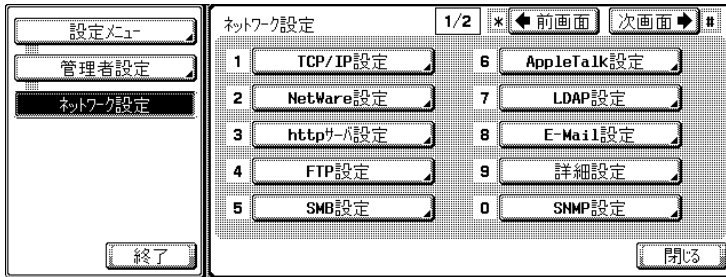 設定メニュー
管理者設定
ネットワーク設定
終了
ネットワーク設定
1/2 * 前画面 次画面 #
1 TCP/IP設定
6 AppleTalk設定
2 NetWare設定
7 LDAP設定
3 httpサーバ設定
8 E-Mail設定
4 FTP設定
9 詳細設定
5 SMB設定
0 SNMP設定
閉じる